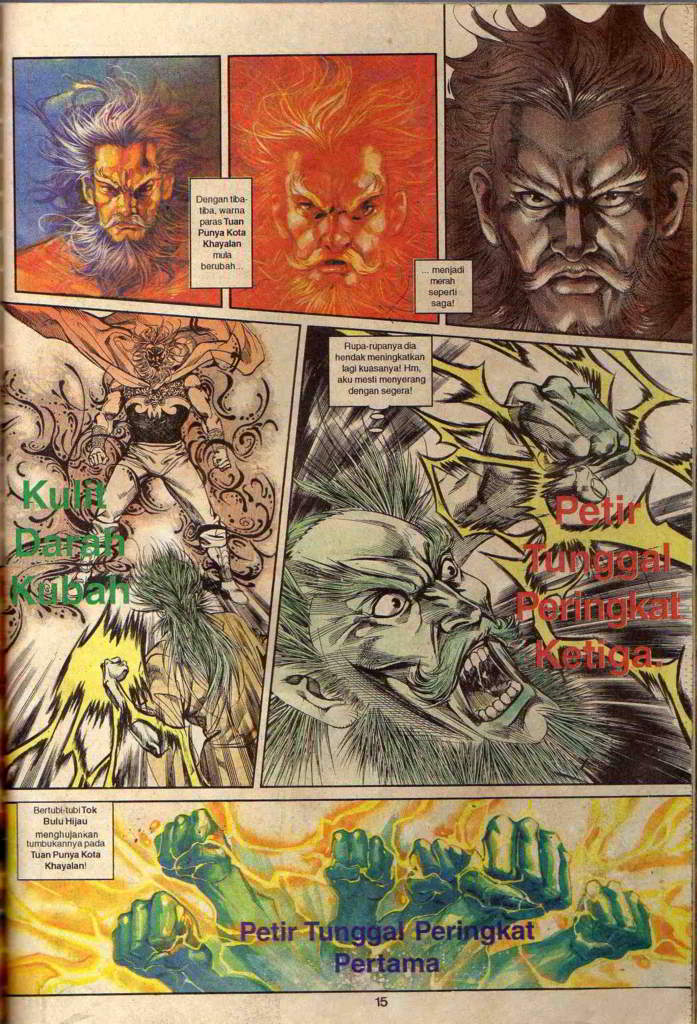 Dengan tiba-
tiba, warna
paras Tuan
Punya Kota
Khayalan
mula
berubah...
... menjadi
merah
seperti
saga!
Kulit
Darah
Kubah
Rupa-rupanya dia
hendak meningkatkan
lagi kuasanya! Hm,
aku mesti menyerang
dengan segera!
Petir
Tunggal
Peringkat
Ketiga.
Bertubi-tubi Tok
Bulu Hijau
menghujankan
tumbukannya pada
Tuan Punya Kota
Khayalan!
Petir Tunggal Peringkat
Pertama
15